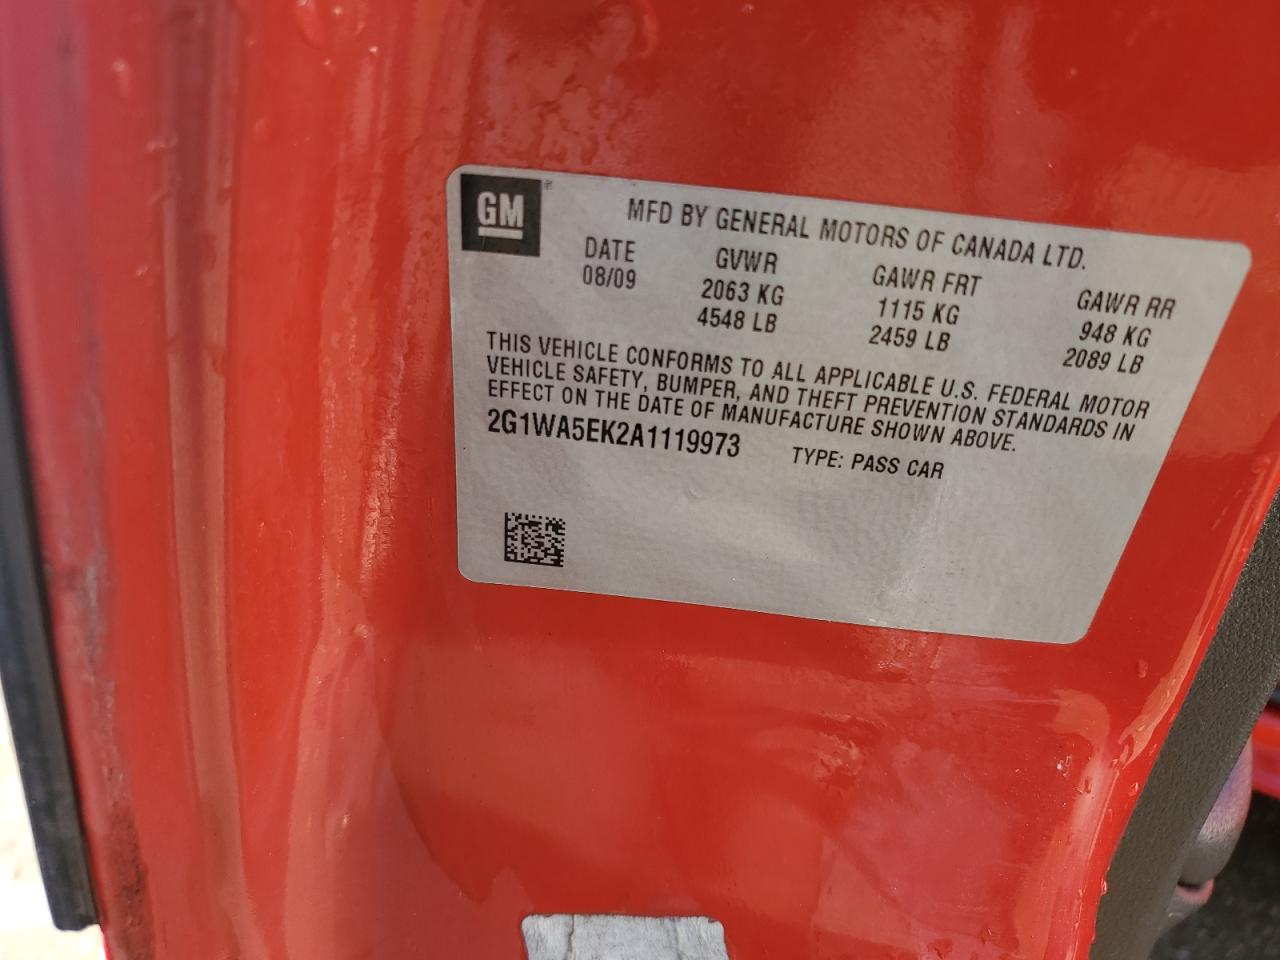 GM
MFD BY GENERAL MOTORS OF CANADA LTD.
DATE GVWR GAWR FRT GAWR RR
08/09 2063 KG 1115 KG 948 KG
4548 LB 2459 LB 2089 LB
THIS VEHICLE CONFORMS TO ALL APPLICABLE U.S. FEDERAL MOTOR
VEHICLE SAFETY, BUMPER, AND THEFT PREVENTION STANDARDS IN
EFFECT ON THE DATE OF MANUFACTURE SHOWN ABOVE.
2G1WA5EK2A1119973 TYPE: PASS CAR